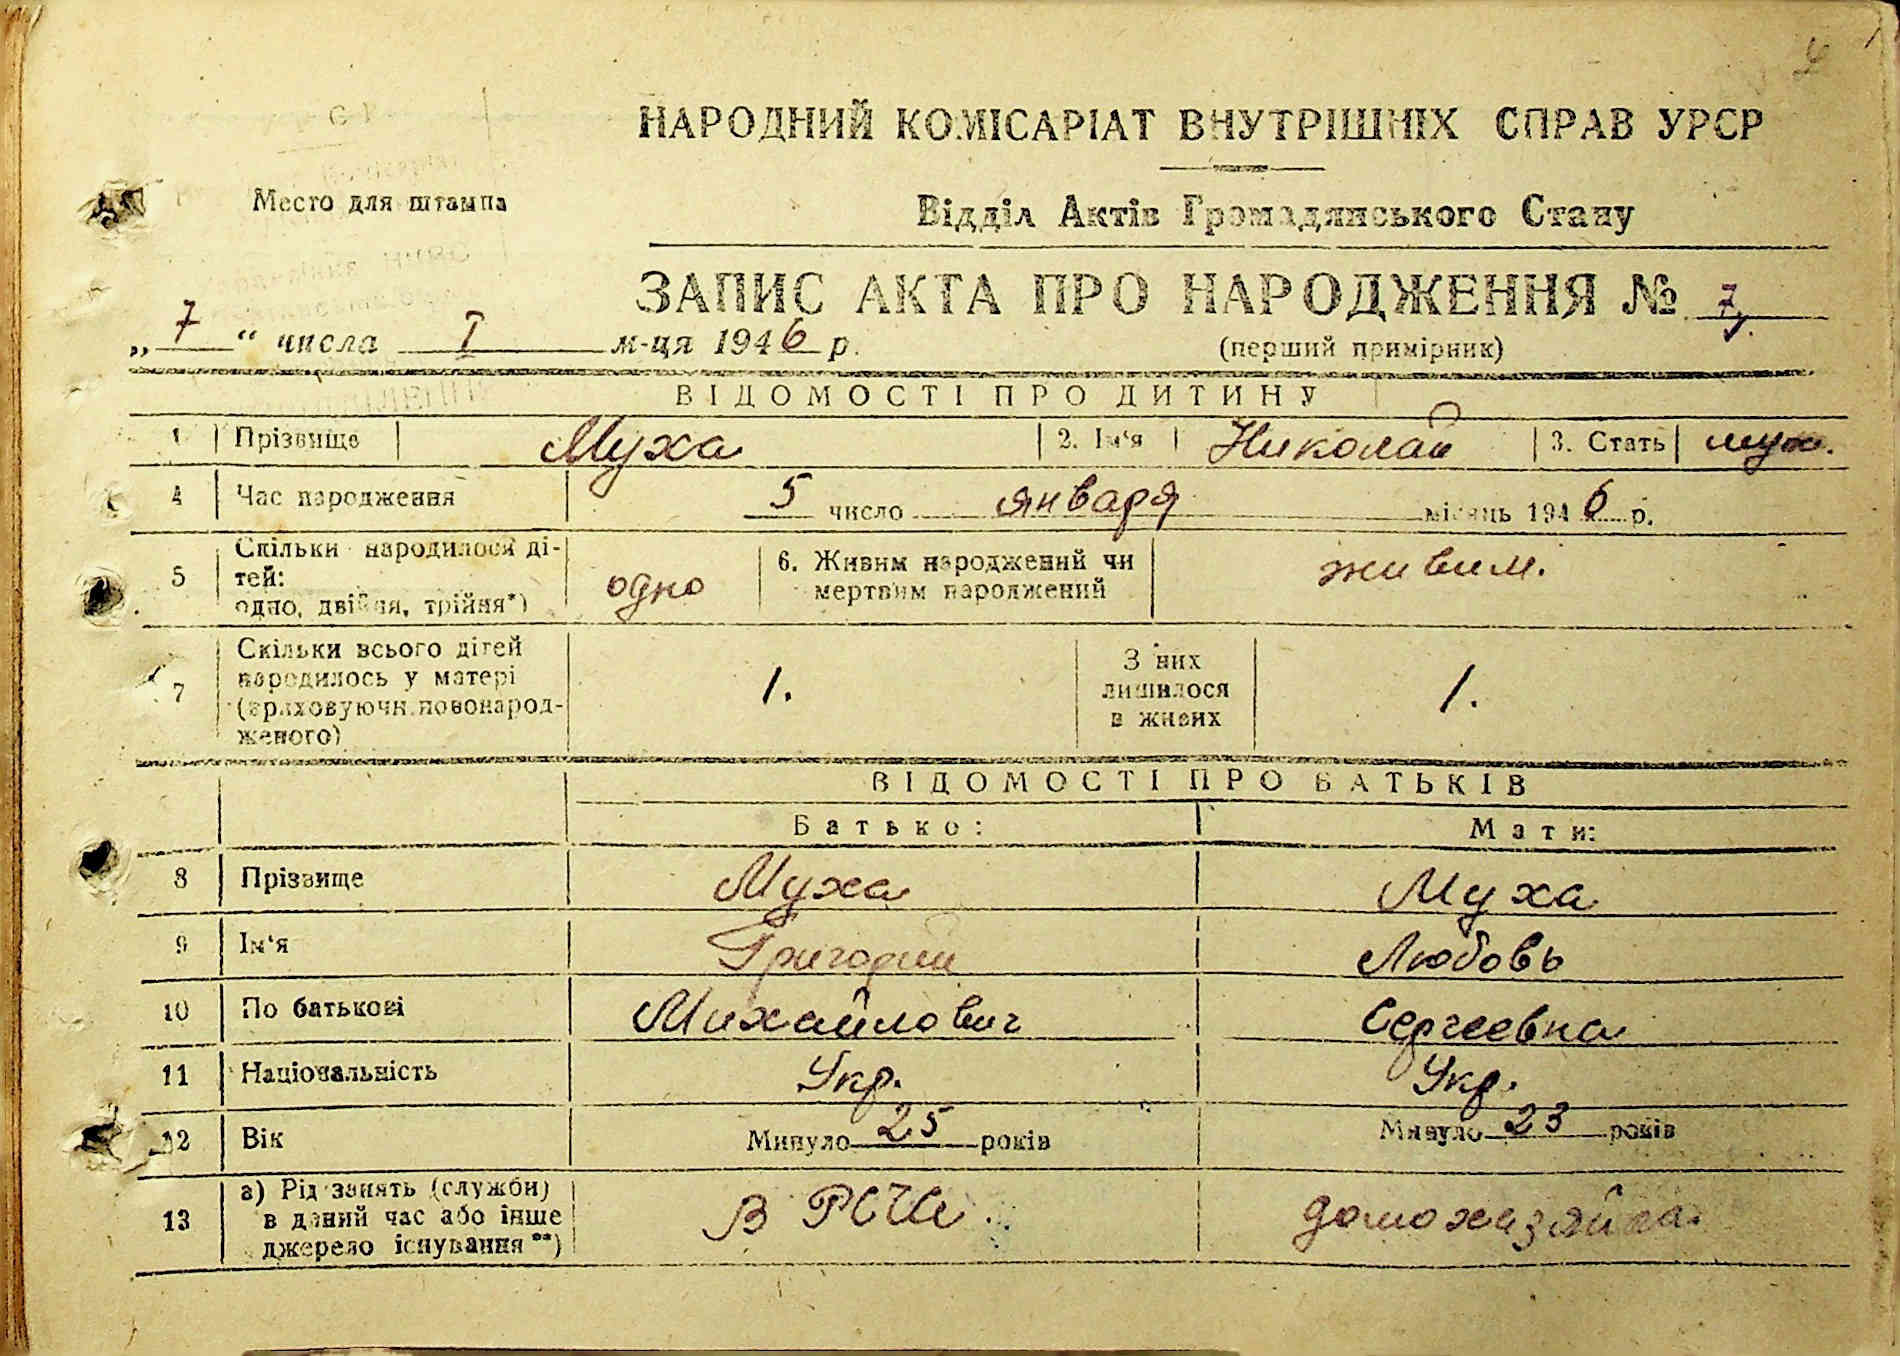 НАРОДНИЙ КОМІСАРІАТ ВНУТРІШНІХ СПРАВ УРСР
Место для штампа
Відділ Актів Громадянського Стану
ЗАПИС АКТА ПРО НАРОДЖЕННЯ № 7
„ 7 “ числа I м-ця 1946 р.
(перший примірник)
ВІДОМОСТІ ПРО ДИТИНУ
1 Прізвище Муха 2. Ім‘я Николай 3. Стать муж.
4 Час народження 5 число января місяць 1946 р.
5 Скільки народилося ді-
тей:
одно, двійня, трійня*) одно
6. Живим народжений чи
мертвим народжений живим.
7 Скільки всього дітей
народилось у матері
(враховуючи новонарод-
женого) 1.
З них
лишилося
в живих 1.
ВІДОМОСТІ ПРО БАТЬКІВ
Батько: Мати:
8 Прізвище Муха Муха
9 Ім‘я Григорий Любовь
10 По батькові Михайлович Сергеевна
11 Національність Укр. Укр.
12 Вік Минуло 25 років Минуло 23 років
13 а) Рід занять (служби)
в даний час або інше
джерело існування**)
В домохазяйка.